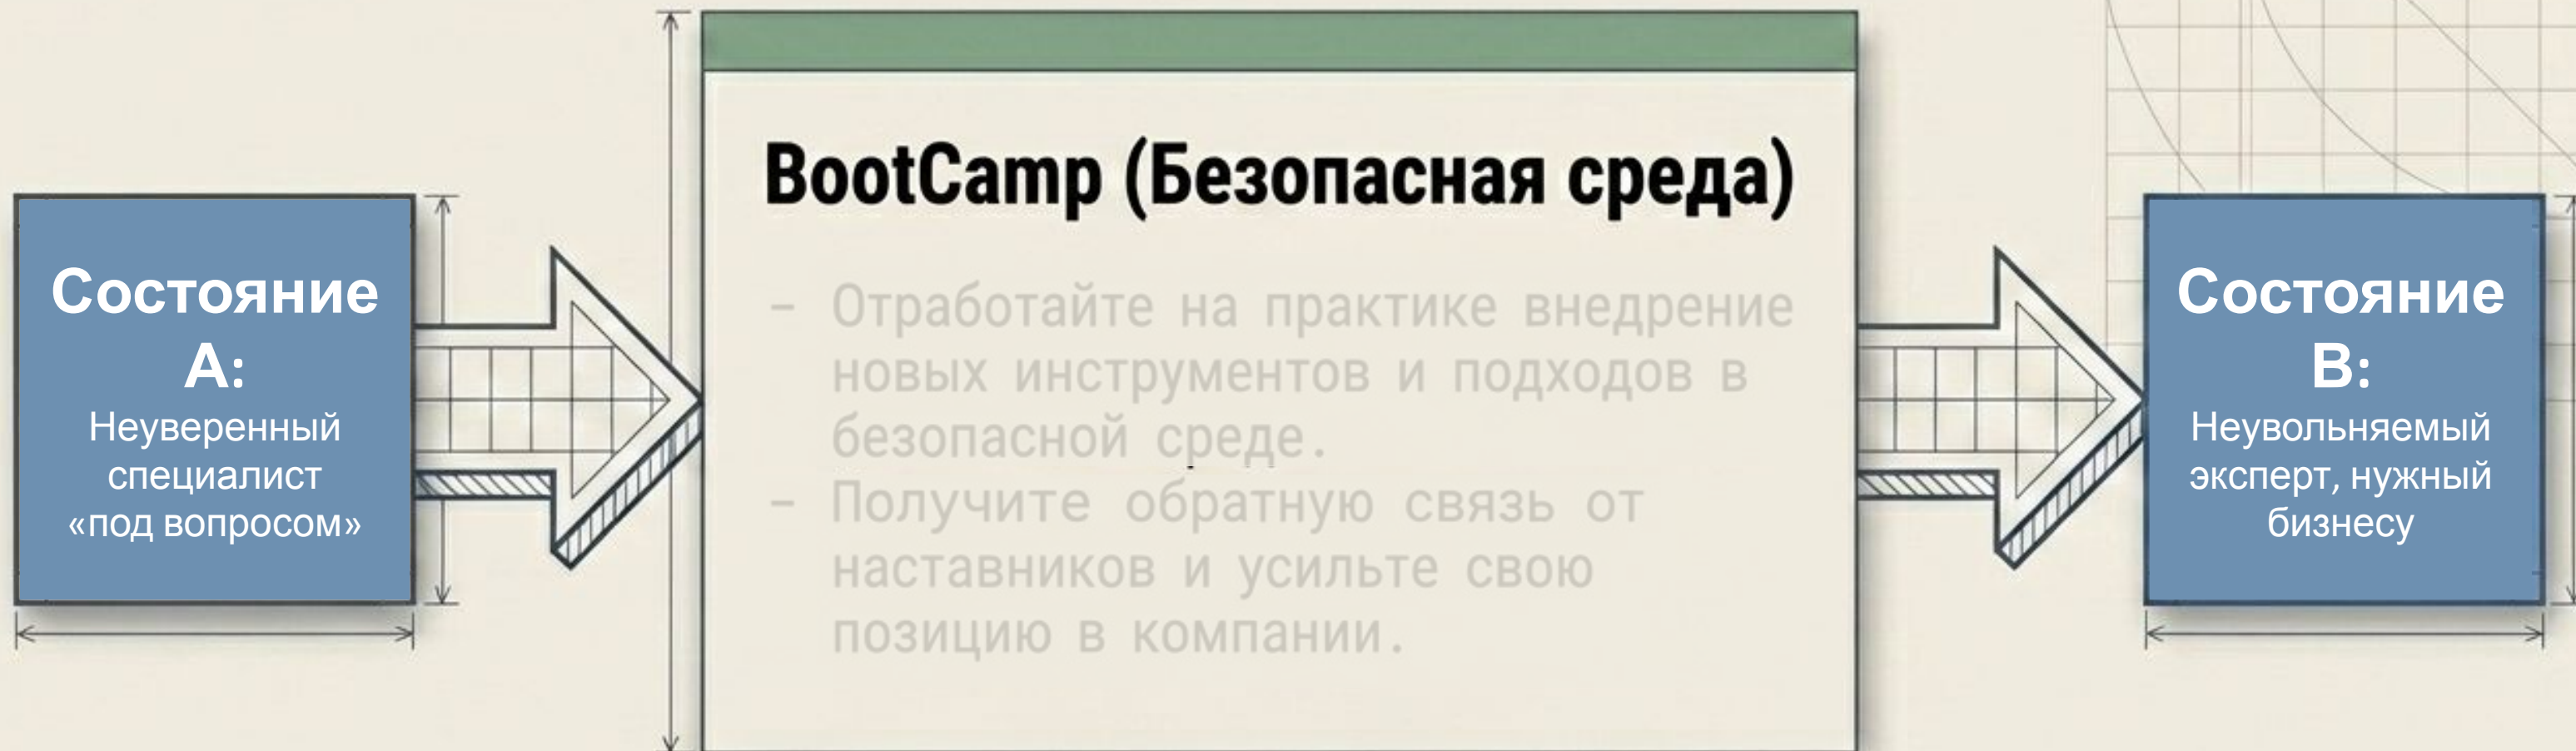 Состояние
А:
Неуверенный
специалист
«под вопросом»
BootCamp (Безопасная среда)
– Отработайте на практике внедрение
новых инструментов и подходов в
безопасной среде.
– Получите обратную связь от
наставников и усильте свою
позицию в компании.
Состояние
В:
Неувольняемый
эксперт, нужный
бизнесу